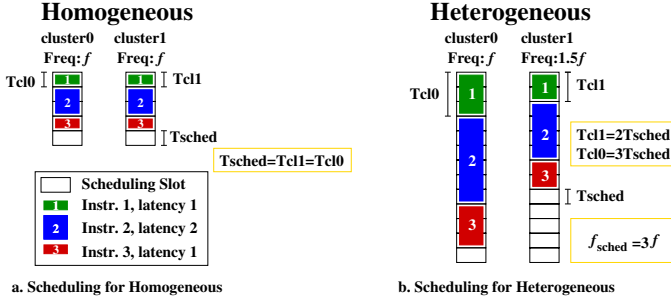 Homogeneous
cluster0 cluster1
Freq: f Freq: f
Tcl0 1 1 Tcl1
2 2
3 3
Tsched
Tsched=Tcl1=Tcl0
Scheduling Slot
1 Instr. 1, latency 1
2 Instr. 2, latency 2
3 Instr. 3, latency 1
a. Scheduling for Homogeneous
Heterogeneous
cluster0 cluster1
Freq: f Freq:1.5f
Tcl0 1 1 Tcl1
2 2
Tcl1=2Tsched
Tcl0=3Tsched
3 3
Tsched
fsched =3f
b. Scheduling for Heterogeneous